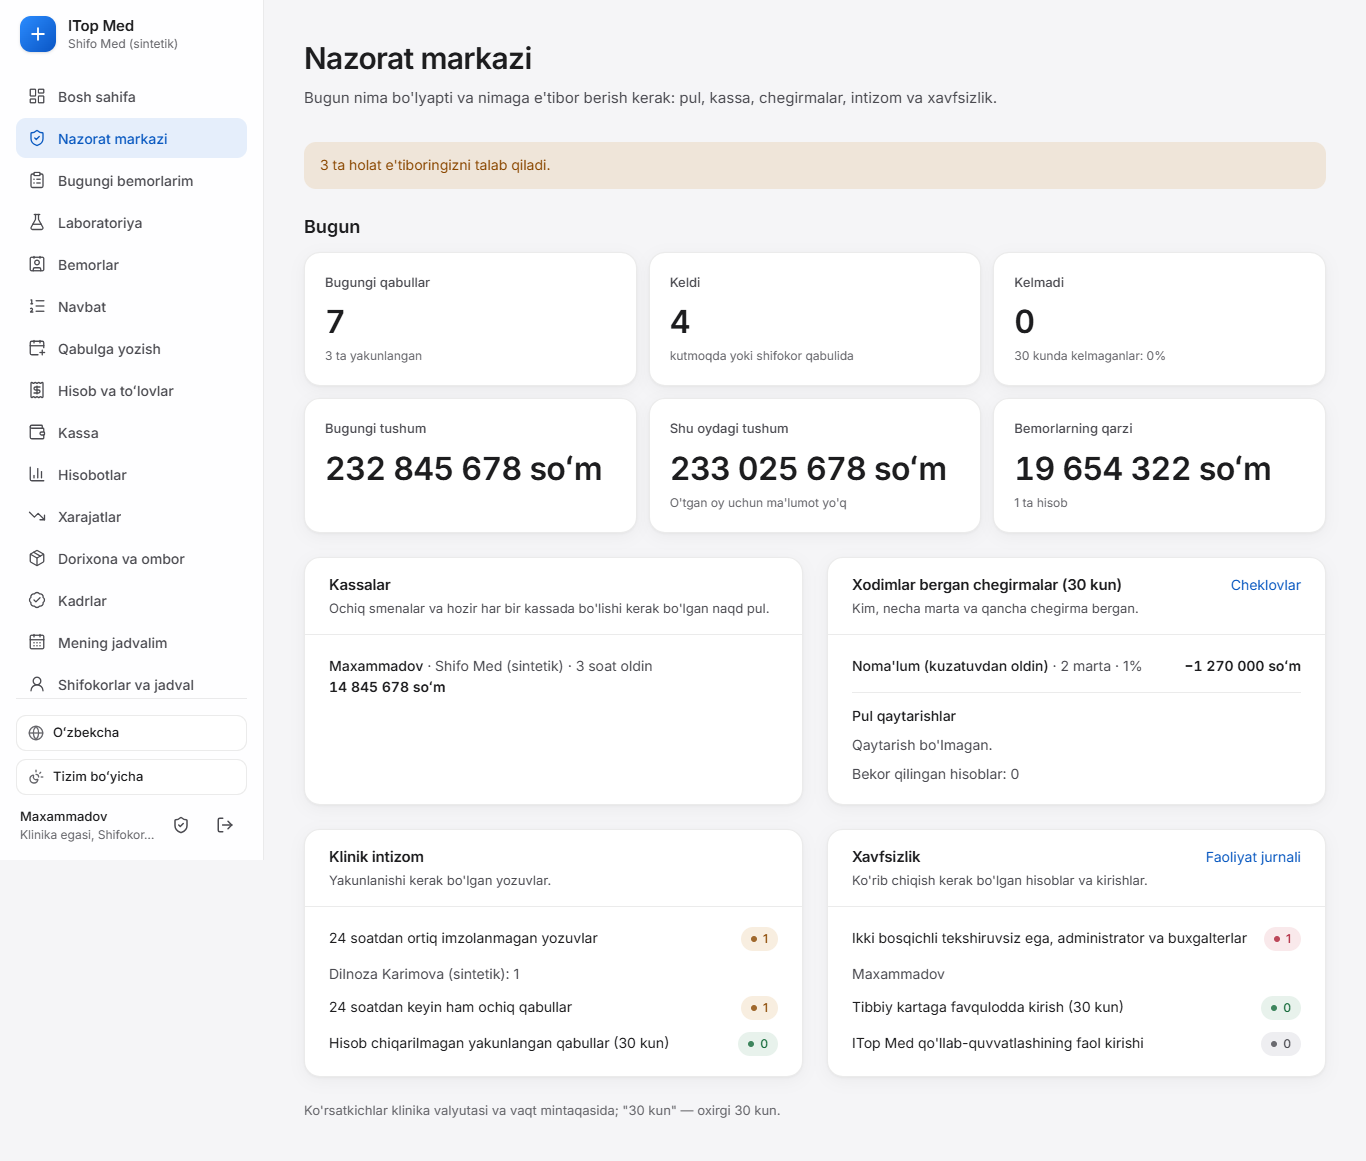 ITop Med
Shifo Med (sintetik)
Bosh sahifa
Nazorat markazi
Bugungi bemorlarim
Laboratoriya
Bemorlar
Navbat
Qabulga yozish
Hisob va toʻlovlar
Kassa
Hisobotlar
Xarajatlar
Dorixona va ombor
Kadrlar
Mening jadvalim
Shifokorlar va jadval
Oʻzbekcha
Tizim boʻyicha
Maxammadov
Klinika egasi, Shifokor...
Nazorat markazi
Bugun nima bo'lyapti va nimaga e'tibor berish kerak: pul, kassa, chegirmalar, intizom va xavfsizlik.
3 ta holat e'tiboringizni talab qiladi.
Bugun
Bugungi qabullar
7
3 ta yakunlangan
Keldi
4
kutmoqda yoki shifokor qabulida
Kelmadi
0
30 kunda kelmaganlar: 0%
Bugungi tushum
232 845 678 soʻm
Shu oydagi tushum
233 025 678 soʻm
O'tgan oy uchun ma'lumot yo'q
Bemorlarning qarzi
19 654 322 soʻm
1 ta hisob
Kassalar
Ochiq smenalar va hozir har bir kassada bo'lishi kerak bo'lgan naqd pul.
Maxammadov · Shifo Med (sintetik) · 3 soat oldin
14 845 678 soʻm
Xodimlar bergan chegirmalar (30 kun)
Cheklovlar
Kim, necha marta va qancha chegirma bergan.
Noma'lum (kuzatuvdan oldin) · 2 marta · 1% −1 270 000 soʻm
Pul qaytarishlar
Qaytarish bo'lmagan.
Bekor qilingan hisoblar: 0
Klinik intizom
Yakunlanishi kerak bo'lgan yozuvlar.
24 soatdan ortiq imzolanmagan yozuvlar 1
Dilnoza Karimova (sintetik): 1
24 soatdan keyin ham ochiq qabullar 1
Hisob chiqarilmagan yakunlangan qabullar (30 kun) 0
Xavfsizlik
Faoliyat jurnali
Ko'rib chiqish kerak bo'lgan hisoblar va kirishlar.
Ikki bosqichli tekshiruvsiz ega, administrator va buxgalterlar 1
Maxammadov
Tibbiy kartaga favqulodda kirish (30 kun) 0
ITop Med qo'llab-quvvatlashining faol kirishi 0
Ko'rsatkichlar klinika valyutasi va vaqt mintaqasida; "30 kun" — oxirgi 30 kun.